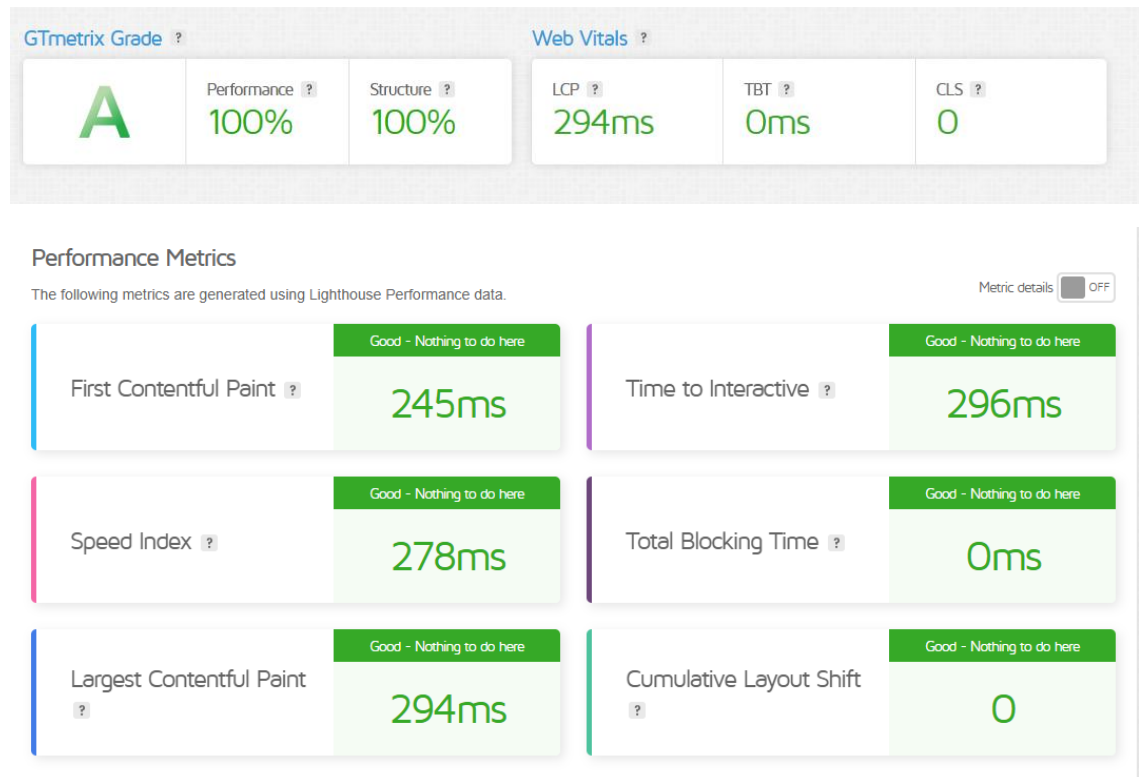 GTmetrix Grade ?
Web Vitals ?
A
Performance ?
100%
Structure ?
100%
LCP ?
294ms
TBT ?
0ms
CLS ?
0
Performance Metrics
The following metrics are generated using Lighthouse Performance data.
Metric details OFF
First Contentful Paint ?
Good - Nothing to do here
245ms
Time to Interactive ?
Good - Nothing to do here
296ms
Speed Index ?
Good - Nothing to do here
278ms
Total Blocking Time ?
Good - Nothing to do here
0ms
Largest Contentful Paint
?
Good - Nothing to do here
294ms
Cumulative Layout Shift
?
Good - Nothing to do here
0